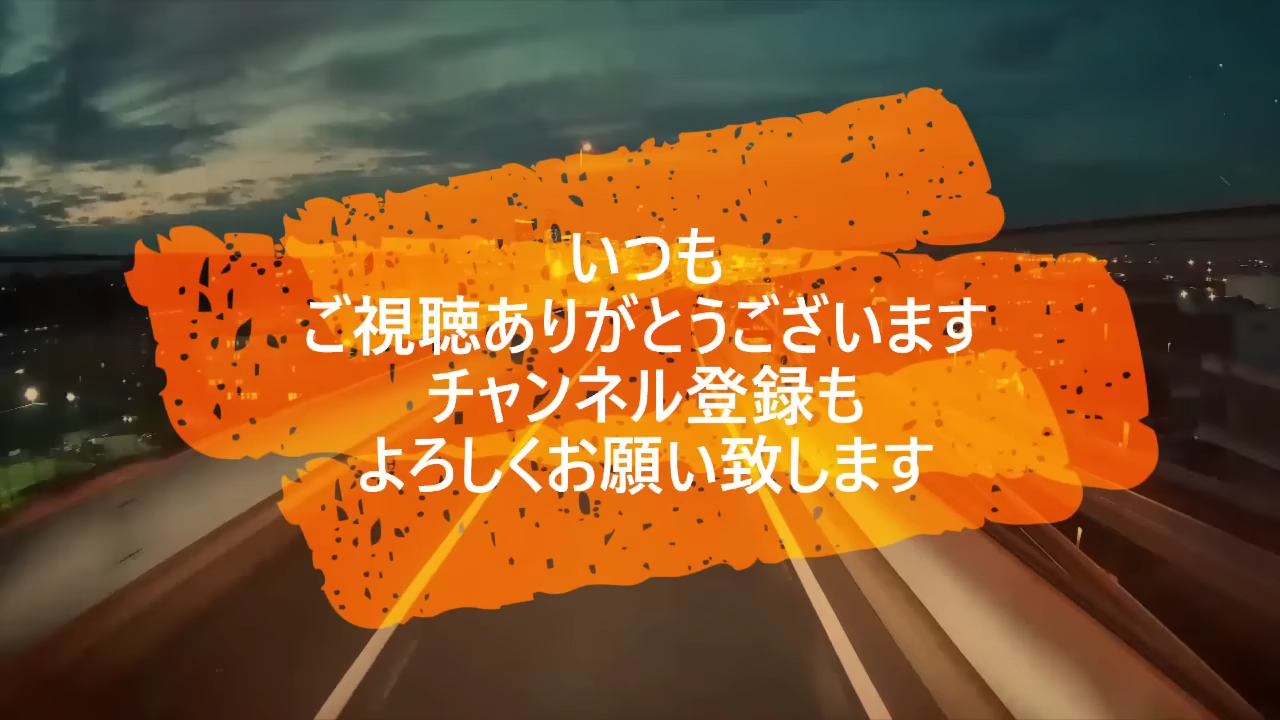 いつも
ご視聴ありがとうございます
チャンネル登録も
よろしくお願い致します